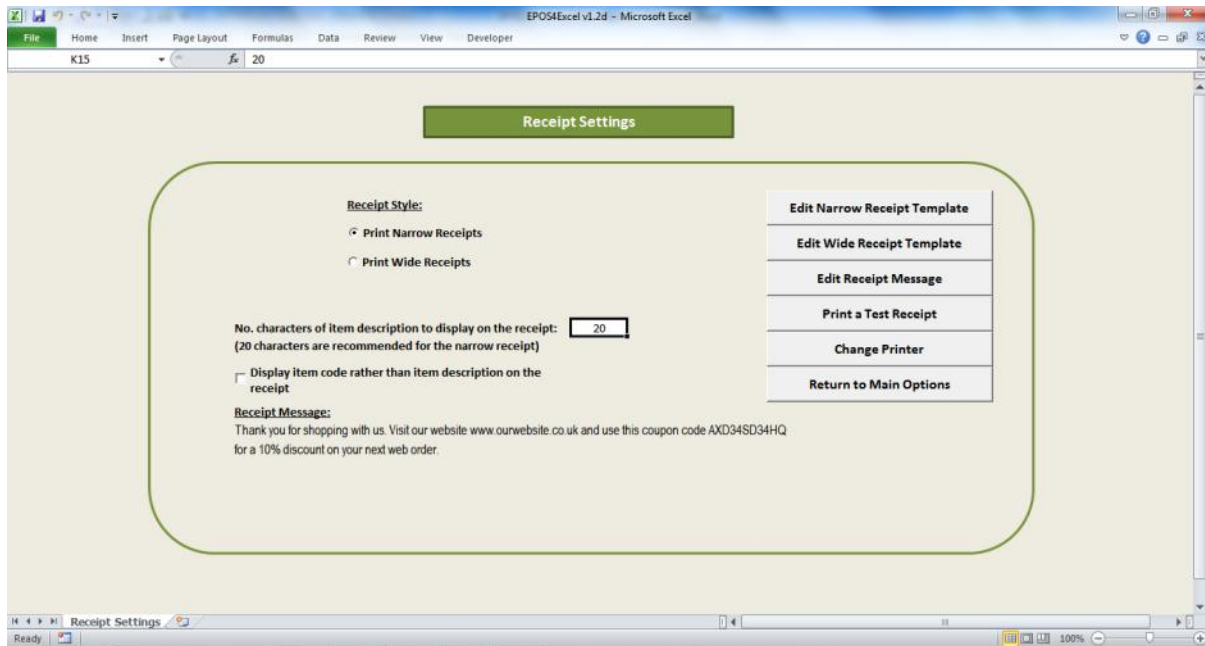 EPOS4Excel v1.2d - Microsoft Excel
File Home Insert Page Layout Formulas Data Review View Developer
K15 fx 20
Receipt Settings
Receipt Style:
Print Narrow Receipts
Print Wide Receipts
No. characters of item description to display on the receipt: 20
(20 characters are recommended for the narrow receipt)
Display item code rather than item description on the
receipt
Receipt Message:
Thank you for shopping with us. Visit our website www.ourwebsite.co.uk and use this coupon code AXD34SD34HQ
for a 10% discount on your next web order.
Edit Narrow Receipt Template
Edit Wide Receipt Template
Edit Receipt Message
Print a Test Receipt
Change Printer
Return to Main Options
Receipt Settings
Ready 100%